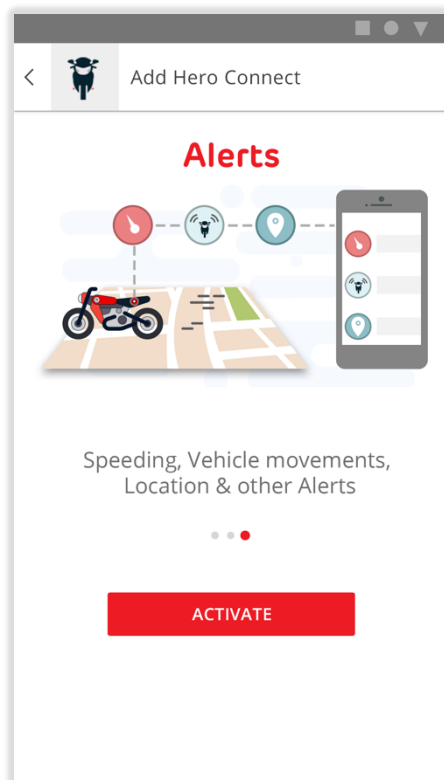 Add Hero Connect
Alerts
Speeding, Vehicle movements,
Location & other Alerts
ACTIVATE